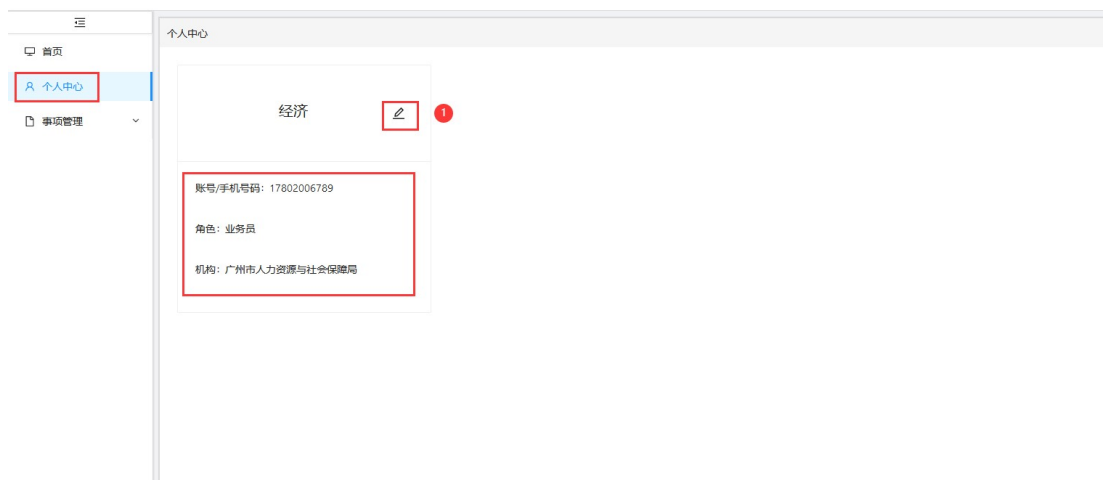 首页
个人中心
事项管理
个人中心
经济
1
账号/手机号码：17802006789
角色：业务员
机构：广州市人力资源与社会保障局